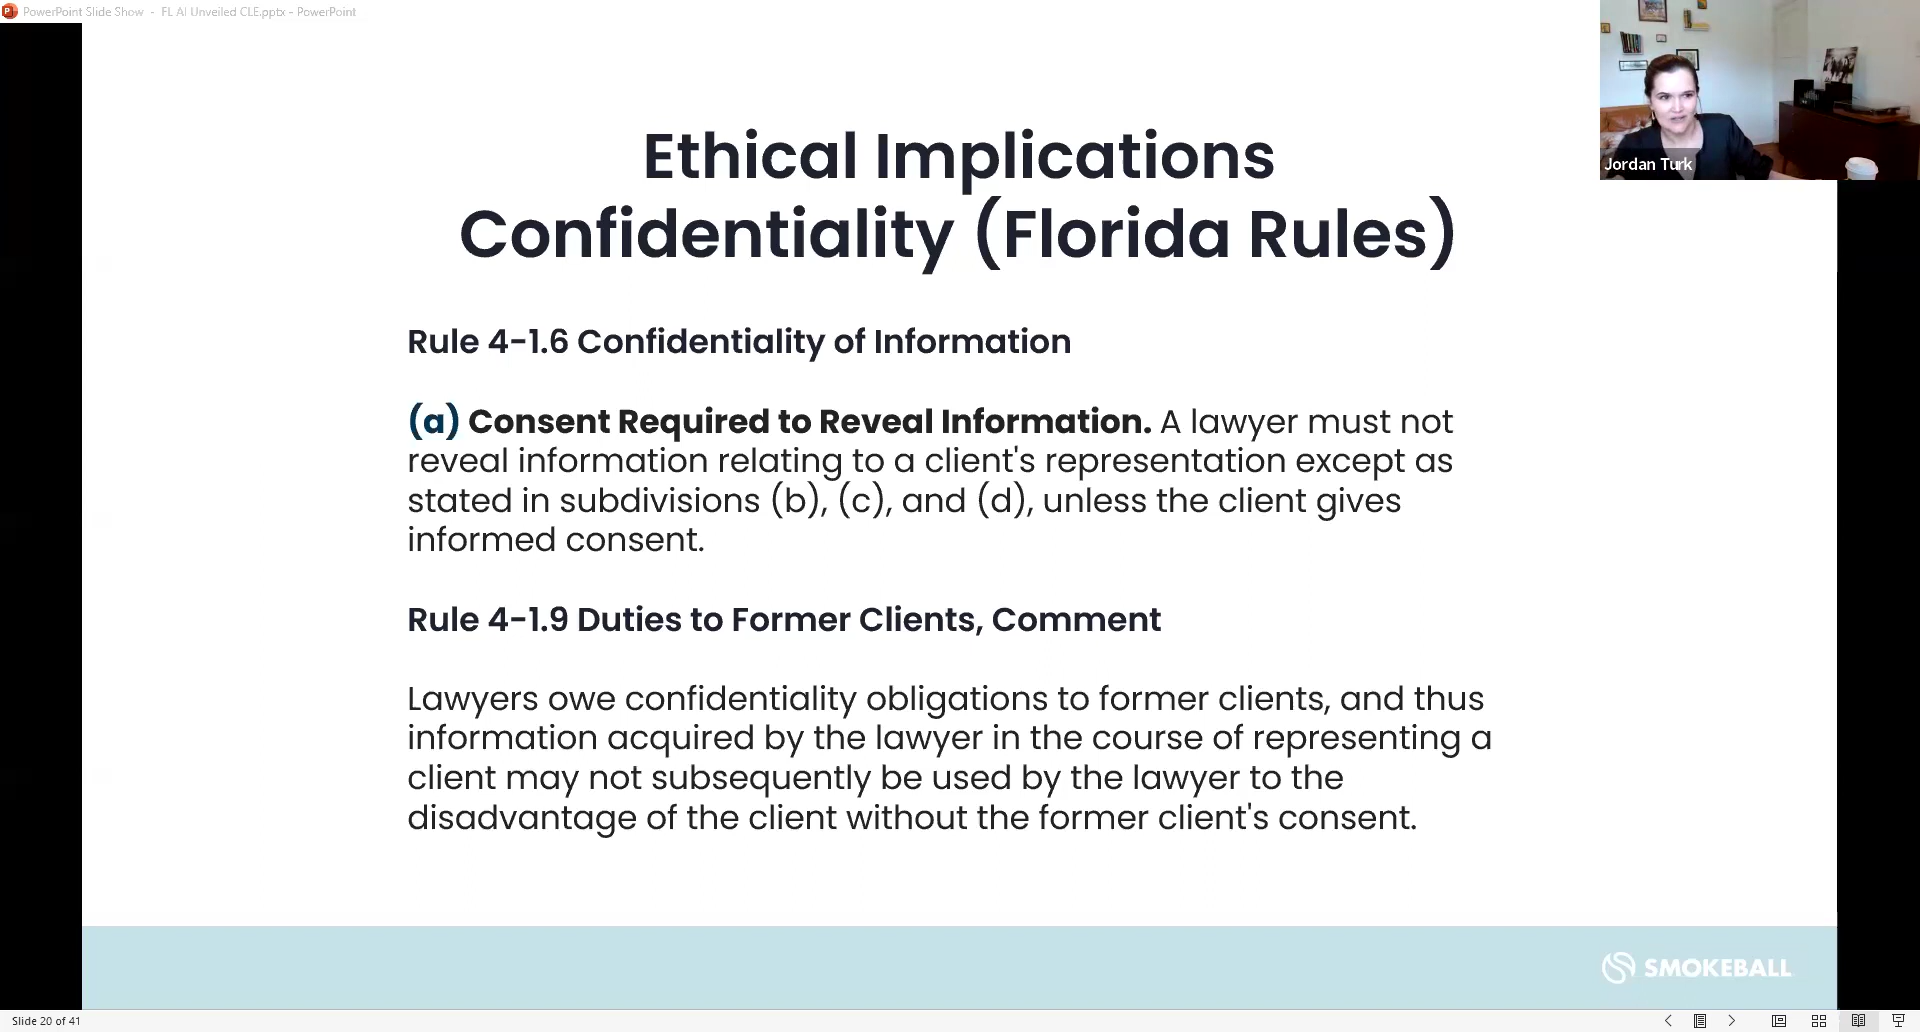 PowerPoint Slide Show - FL AI Unveiled CLE.pptx - PowerPoint
Jordan Turk
Ethical Implications
Confidentiality (Florida Rules)
Rule 4-1.6 Confidentiality of Information
(a) Consent Required to Reveal Information. A lawyer must not
reveal information relating to a client's representation except as
stated in subdivisions (b), (c), and (d), unless the client gives
informed consent.
Rule 4-1.9 Duties to Former Clients, Comment
Lawyers owe confidentiality obligations to former clients, and thus
information acquired by the lawyer in the course of representing a
client may not subsequently be used by the lawyer to the
disadvantage of the client without the former client's consent.
SMOKEBALL
Slide 20 of 41